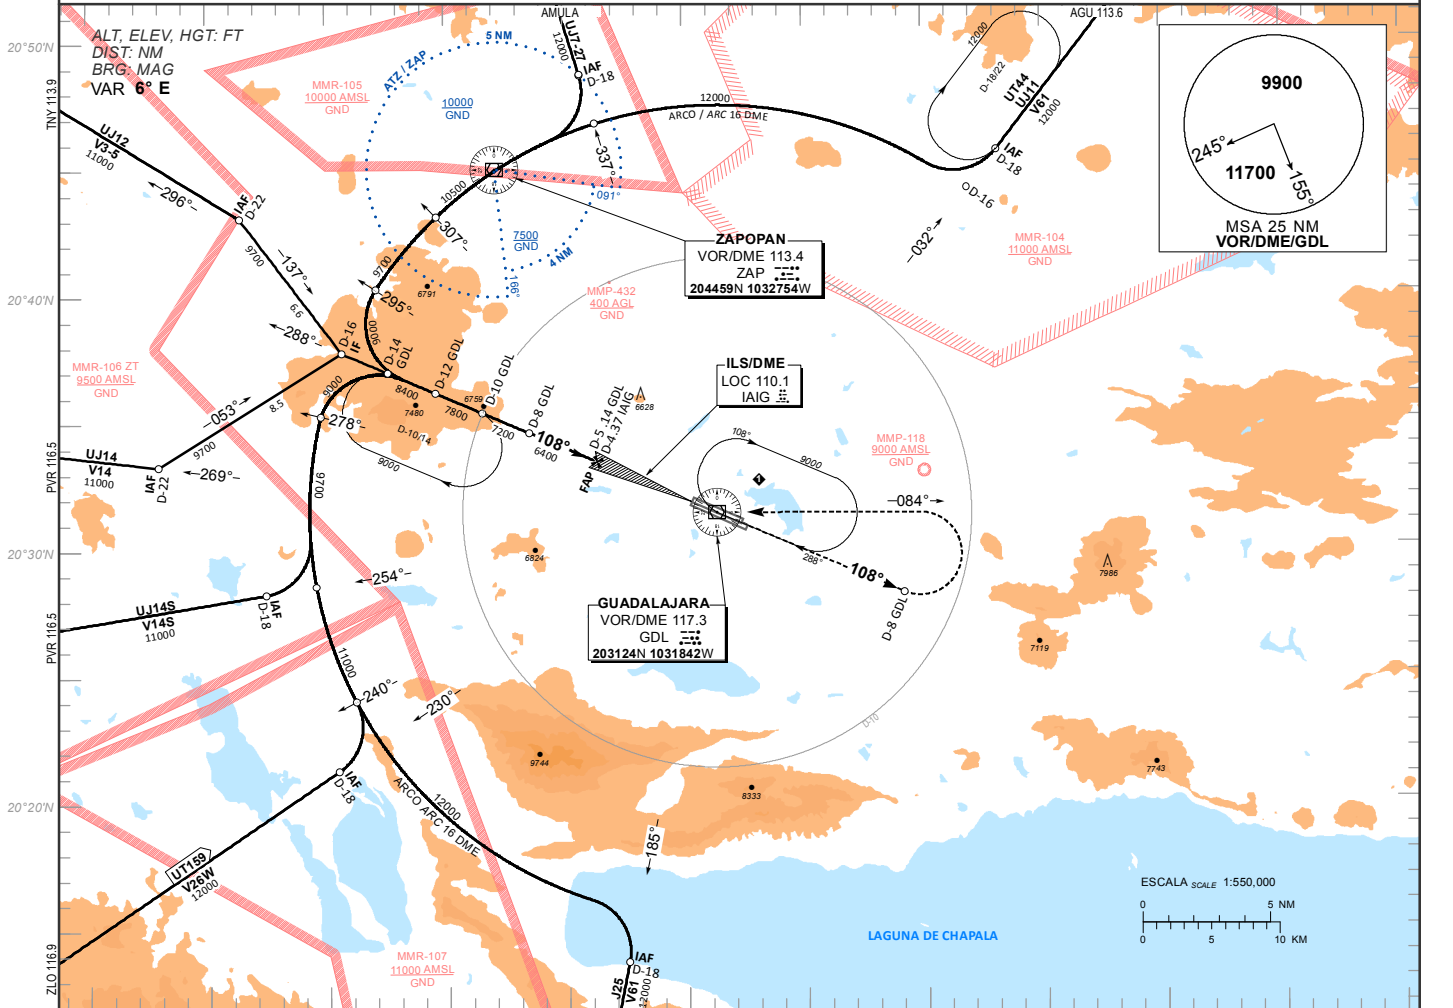 AMULA
AGU 113.6
ALT, ELEV, HGT: FT
DIST: NM
BRG: MAG
VAR 6° E
20°50'
20°40'
20°30'
20°20'
TNY 113.9
PVR 116.5
PVR 116.5
ZLO 116.9
MMR-105
10000 AMSL
GND
ATZ / ZAP
5 NM
10000
GND
7500
GND
4 NM
091°
166°
UJ7-27
12000
IAF
D-18
12000
ARCO / ARC 16 DME
337°
12000
D-18/22
UT44
UJ11
V61
12000
IAF
D-18
D-16
032°
MMR-104
11000 AMSL
GND
9900
245°
11700
155°
MSA 25 NM
VOR/DME/GDL
UJ12
V3-5
11000
296°
IAF
D-22
9700
137°
6.6
10500
307°
9700
295°
9000
6791
ZAPOPAN
VOR/DME 113.4
ZAP
204459N 1032754W
MMP-432
400 AGL
GND
288°
D-16
IF
D-14
GDL
D-12 GDL
D-10 GDL
D-8 GDL
8400
7800
7200
6400
6759
7480
D-10/14
9000
9000
278°
108°
D-5 .14 GDL
D-4.37 IAIG
FAP
6628
ILS/DME
LOC 110.1
IAIG
MMR-106 ZT
9500 AMSL
GND
053°
8.5
9700
UJ14
V14
11000
IAF
D-22
269°
9700
108°
9000
1
MMP-118
9000 AMSL
GND
084°
288°
108°
D-8 GDL
6824
7986
7119
254°
UJ14S
V14S
11000
IAF
D-18
GUADALAJARA
VOR/DME 117.3
GDL
203124N 1031842W
11000
240°
230°
D-10
9744
8333
7743
IAF
D-18
ARCO ARC 16 DME
12000
185°
UT159
V26W
12000
MMR-107
11000 AMSL
GND
IAF
D-18
J25
V61
12000
LAGUNA DE CHAPALA
ESCALA SCALE 1:550,000
0 5 NM
0 5 10 KM